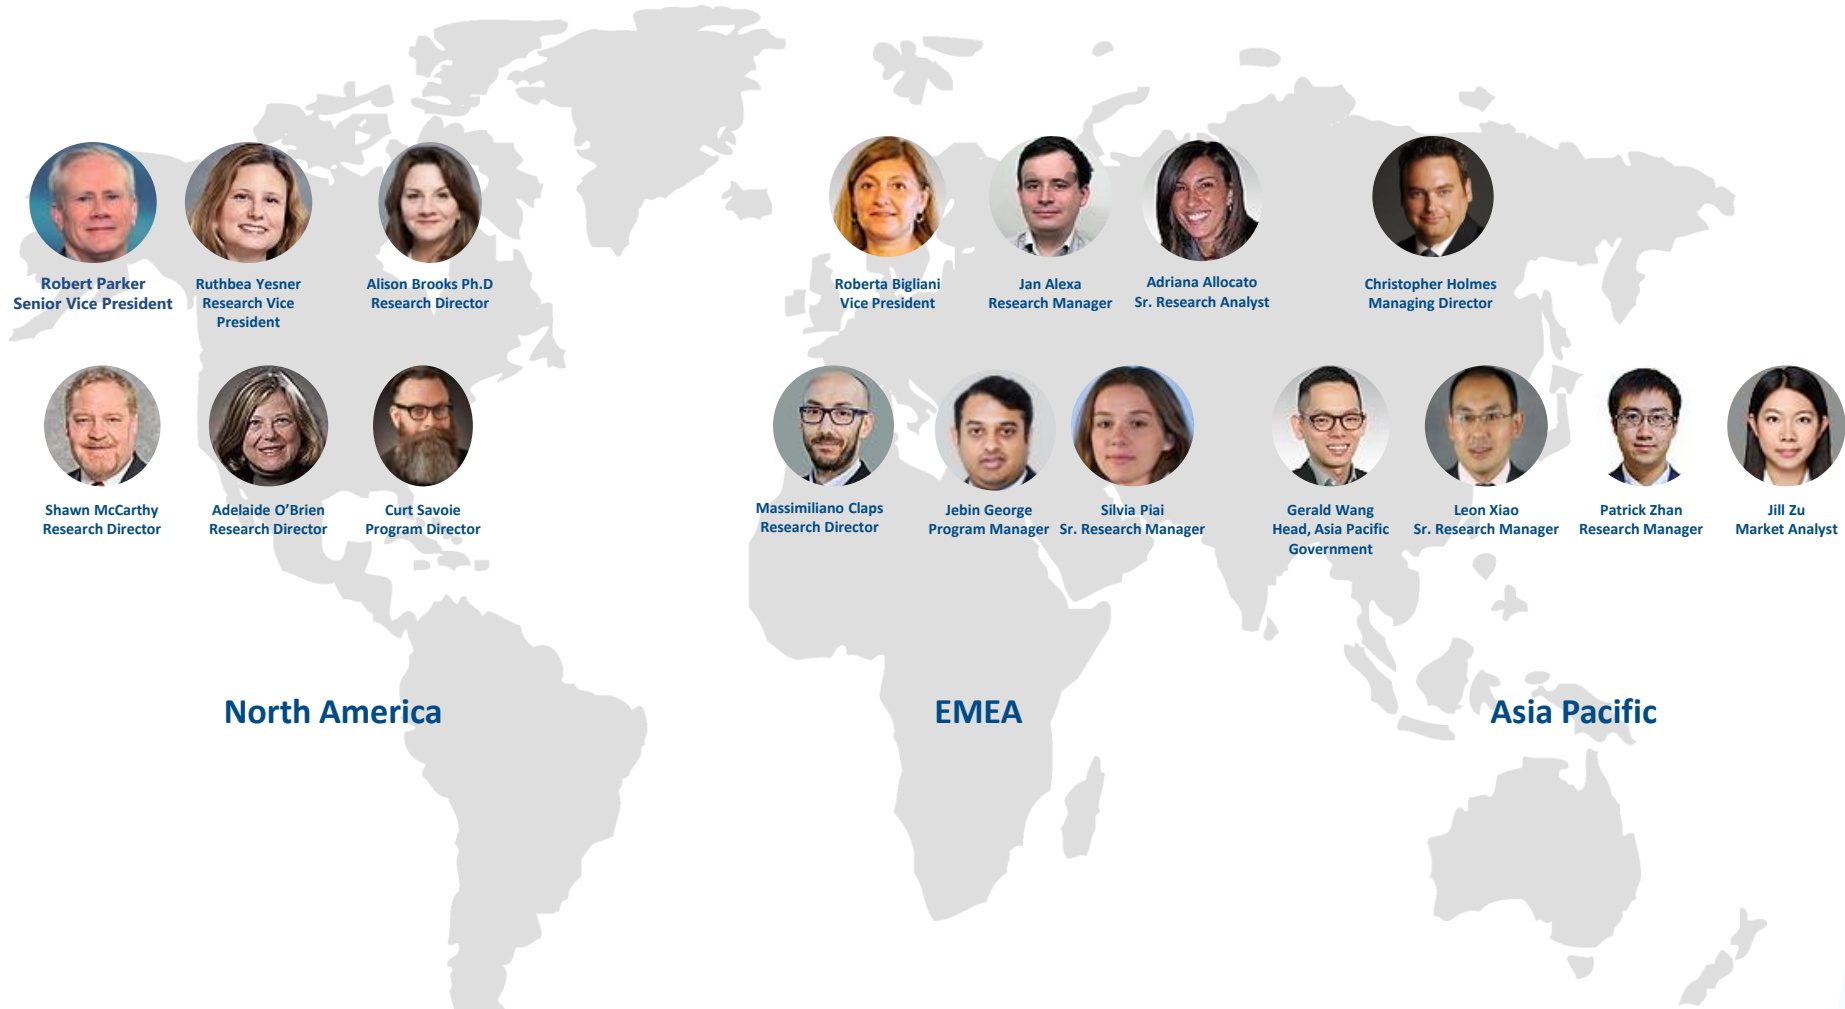 Robert Parker
Senior Vice President
Ruthbea Yesner
Research Vice
President
Alison Brooks Ph.D
Research Director
Roberta Bigliani
Vice President
Jan Alexa
Research Manager
Adriana Allocato
Sr. Research Analyst
Christopher Holmes
Managing Director
Shawn McCarthy
Research Director
Adelaide O’Brien
Research Director
Curt Savoie
Program Director
Massimiliano Claps
Research Director
Jebin George
Program Manager
Silvia Piai
Sr. Research Manager
Gerald Wang
Head, Asia Pacific
Government
Leon Xiao
Sr. Research Manager
Patrick Zhan
Research Manager
Jill Zu
Market Analyst
North America
EMEA
Asia Pacific